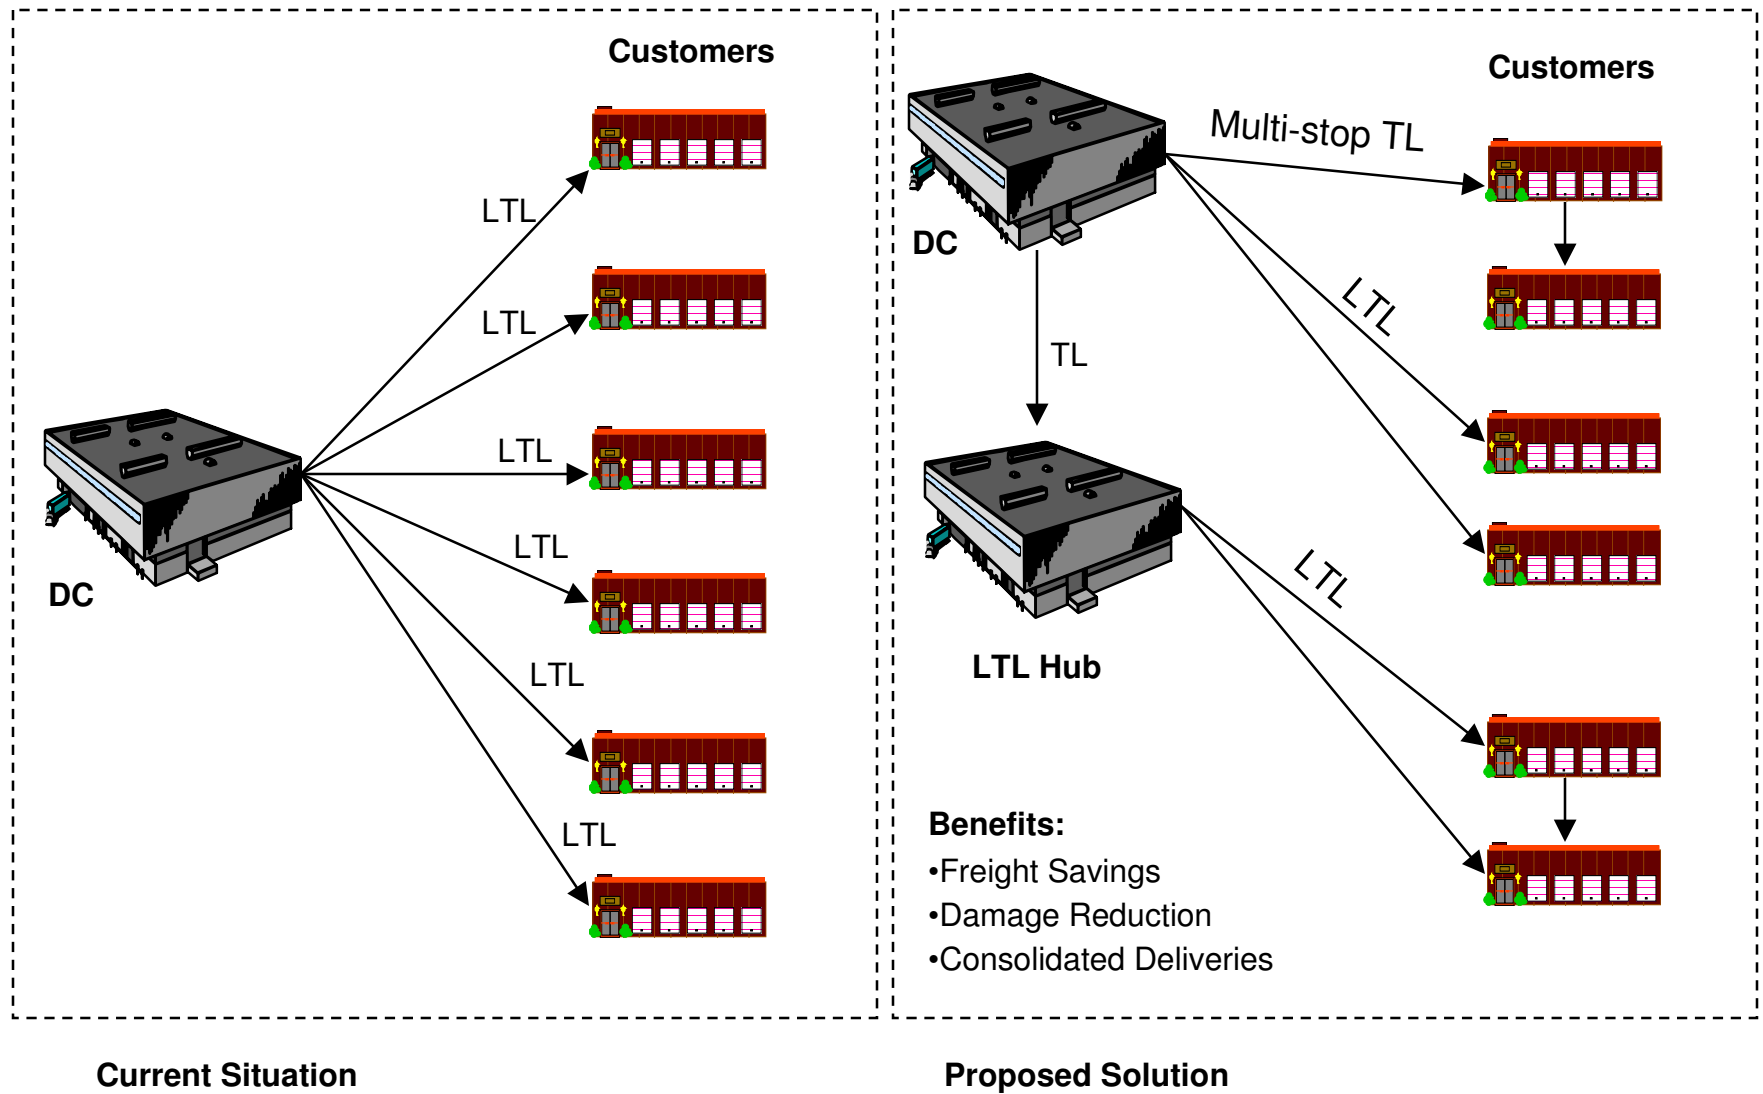 Customers
LTL
LTL
LTL
LTL
LTL
LTL
DC
Current Situation
Customers
Multi-stop TL
DC
LTL
TL
LTL
LTL Hub
Benefits:
•Freight Savings
•Damage Reduction
•Consolidated Deliveries
Proposed Solution